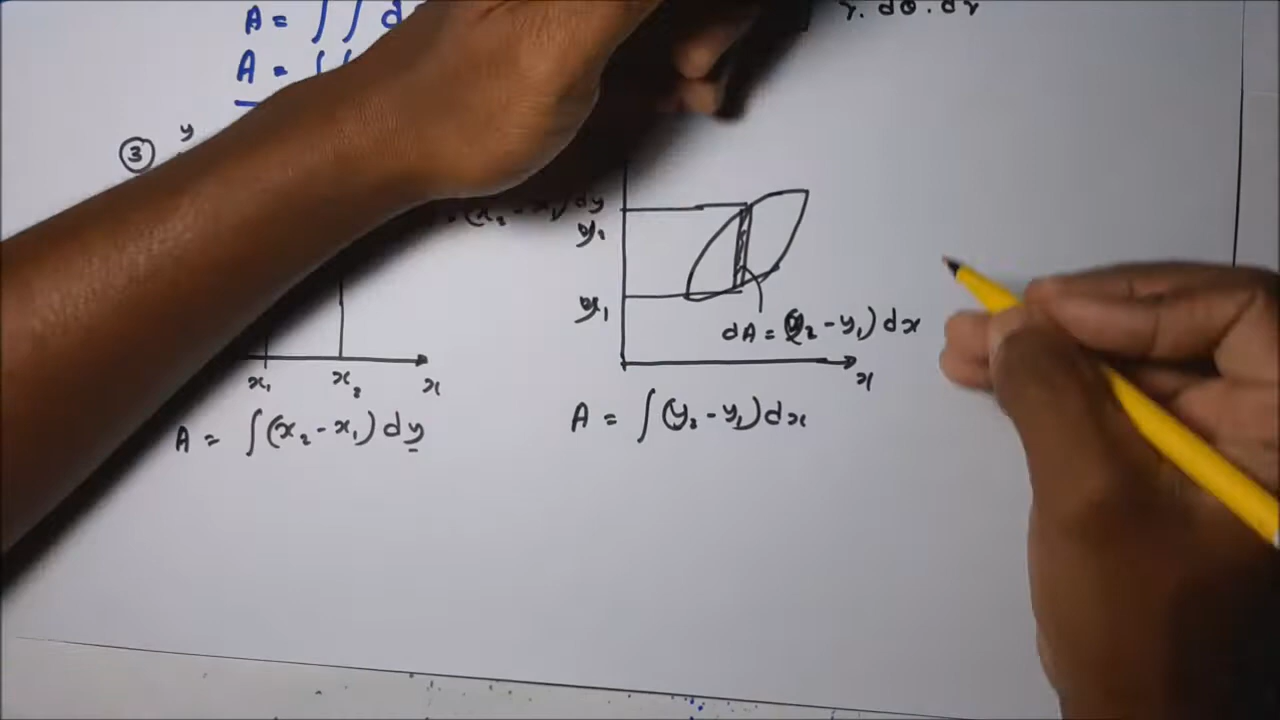 A = ∫ ∫ d
r. dθ. dr
A = ∫
③ y
(x₂ - x₁) dy
y₂
y₁
dA = (y₂ - y₁) dx
x₁ x₂ x
x
A = ∫ (x₂ - x₁) dy
A = ∫ (y₂ - y₁) dx